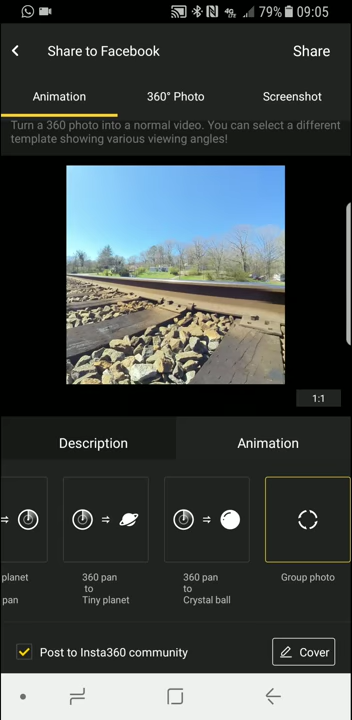 79% 09:05
Share to Facebook Share
Animation 360° Photo Screenshot
Turn a 360 photo into a normal video. You can select a different
template showing various viewing angles!
1:1
Description Animation
planet 360 pan 360 pan Group photo
to to
pan Tiny planet Crystal ball
Post to Insta360 community Cover